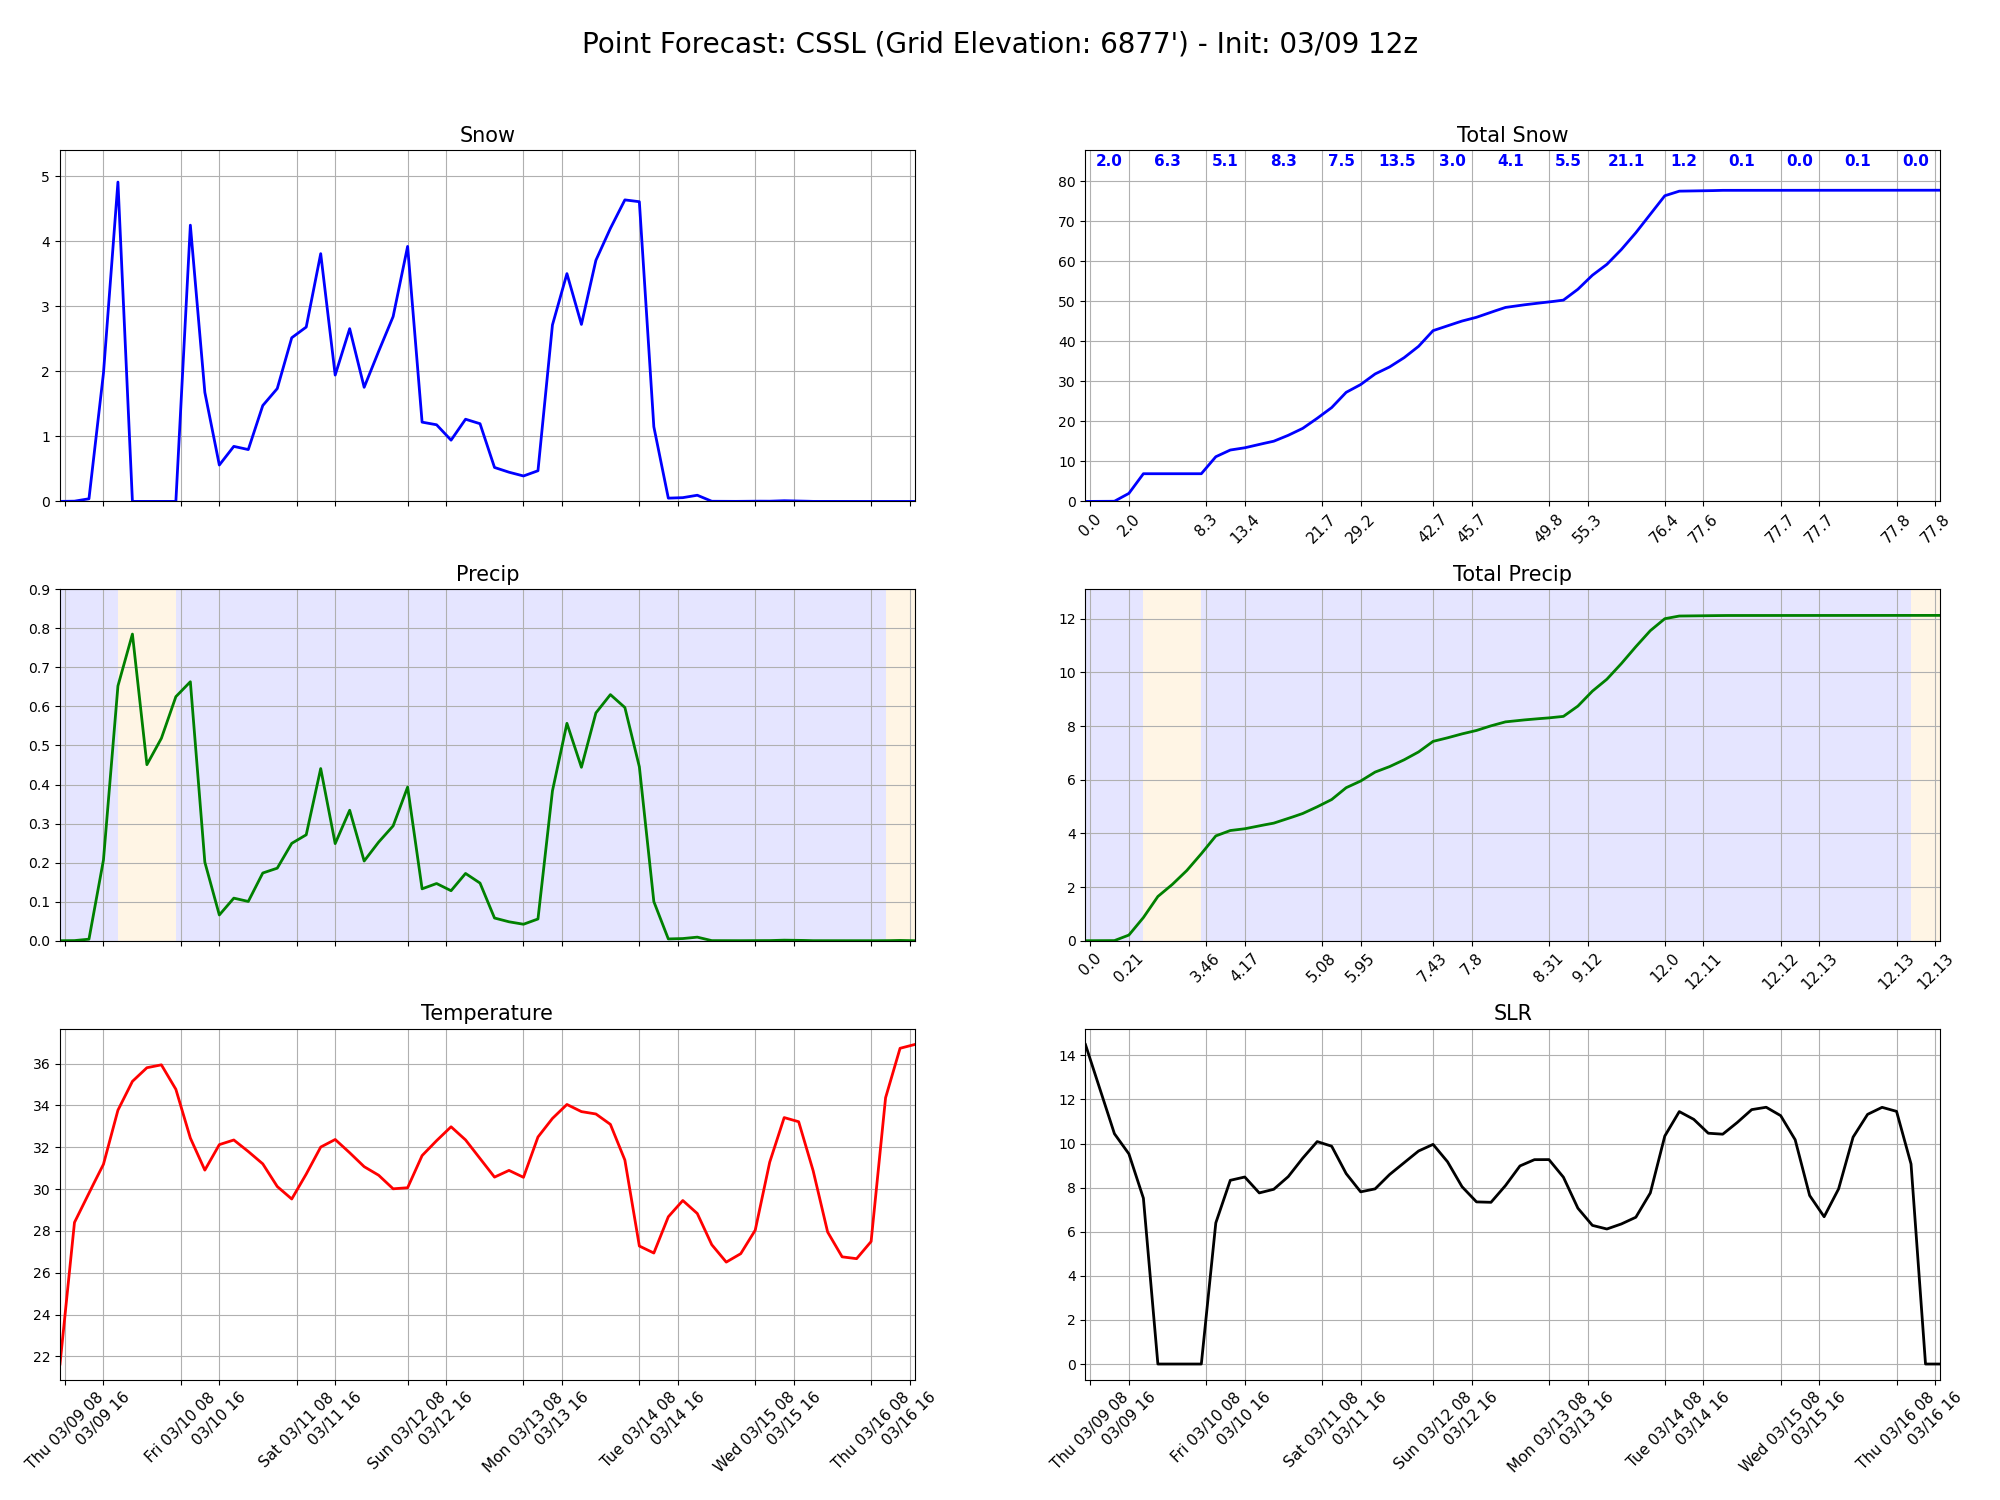 Point Forecast: CSSL (Grid Elevation: 6877') - Init: 03/09 12z
Snow
5
4
3
2
1
0
Total Snow
2.0 6.3 5.1 8.3 7.5 13.5 3.0 4.1 5.5 21.1 1.2 0.1 0.0 0.1 0.0
80
70
60
50
40
30
20
10
0
0.0 2.0 8.3 13.4 21.7 29.2 42.7 45.7 49.8 55.3 76.4 77.6 77.7 77.7 77.8 77.8
Precip
0.9
0.8
0.7
0.6
0.5
0.4
0.3
0.2
0.1
0.0
Total Precip
12
10
8
6
4
2
0
0.0 0.21 3.46 4.17 5.08 5.95 7.43 7.8 8.31 9.12 12.0 12.11 12.12 12.13 12.13 12.13
Temperature
36
34
32
30
28
26
24
22
Thu 03/09 08
03/09 16
Fri 03/10 08
03/10 16
Sat 03/11 08
03/11 16
Sun 03/12 08
03/12 16
Mon 03/13 08
03/13 16
Tue 03/14 08
03/14 16
Wed 03/15 08
03/15 16
Thu 03/16 08
03/16 16
SLR
14
12
10
8
6
4
2
0
Thu 03/09 08
03/09 16
Fri 03/10 08
03/10 16
Sat 03/11 08
03/11 16
Sun 03/12 08
03/12 16
Mon 03/13 08
03/13 16
Tue 03/14 08
03/14 16
Wed 03/15 08
03/15 16
Thu 03/16 08
03/16 16